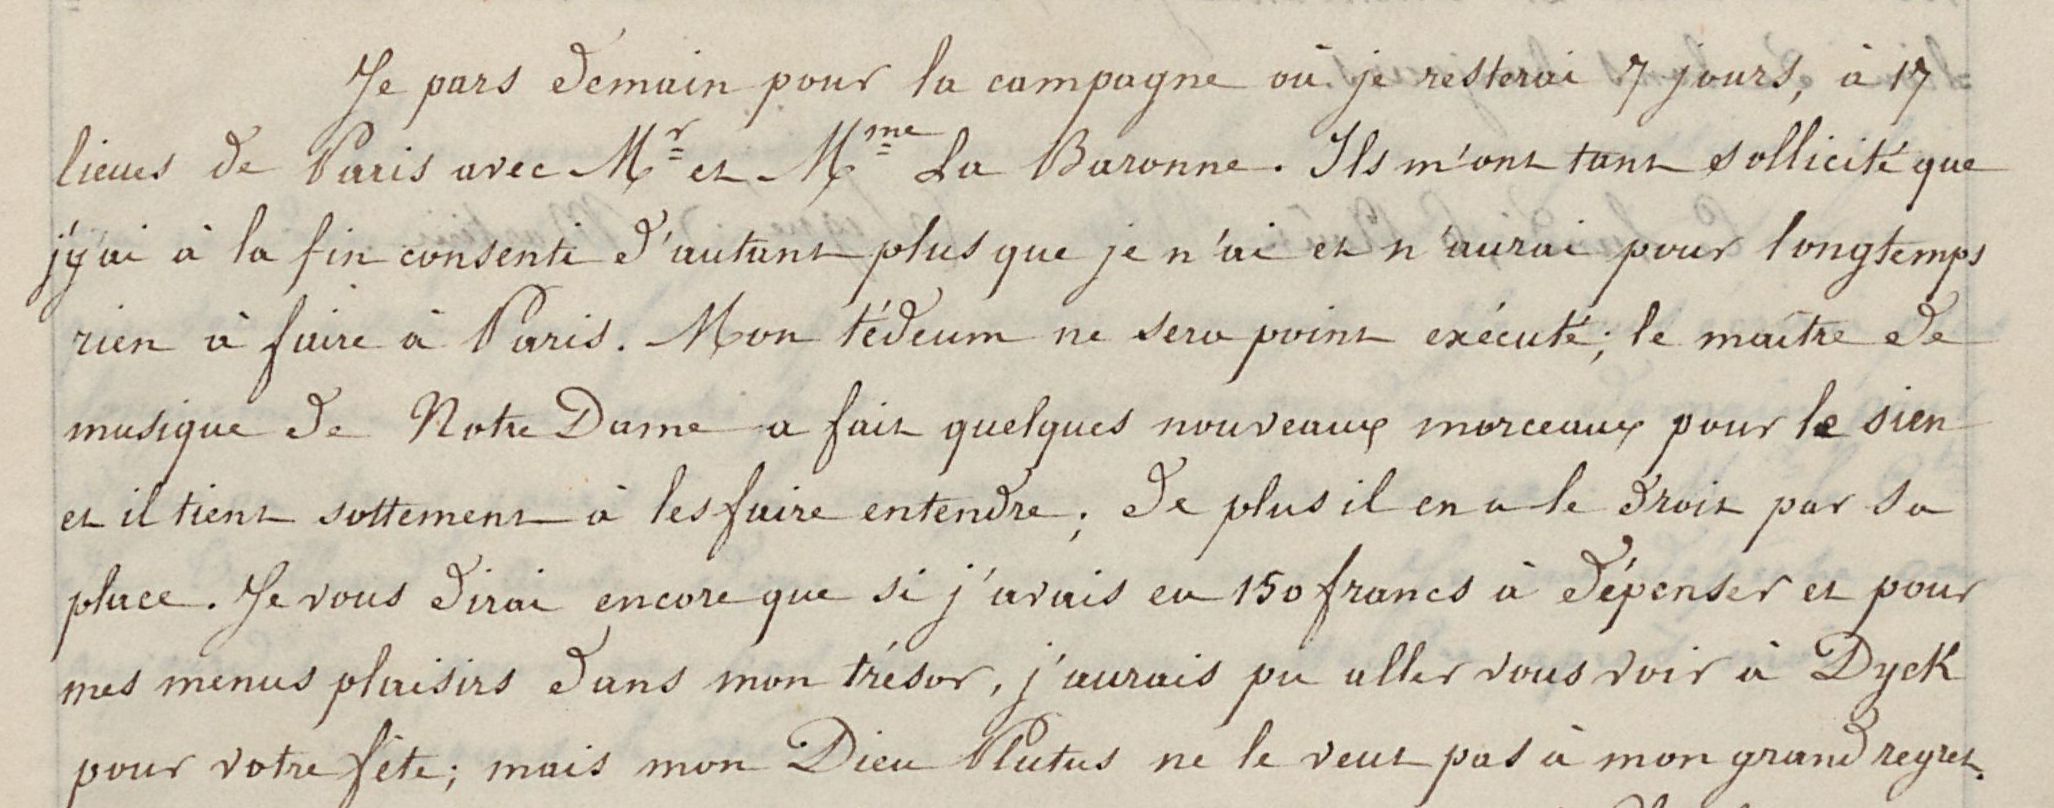 Je pars demain pour la campagne où je resterai 7 jours, à 17
lieues de Paris avec Mr et Mme La Baronne. Ils m'ont tant sollicité que
j'y ai à la fin consenti d'autant plus que je n'ai et n'aurai pour longtemps
rien à faire à Paris. Mon tédeum ne sera point exécuté; le maître de
musique de Notre Dame a fait quelques nouveaux morceaux pour le sien
et il tient sottement à les faire entendre; de plus il en a le droit par sa
place. Je vous dirai encore que si j'avais eu 150 francs à dépenser et pour
mes menus plaisirs dans mon trésor, j'aurais pu aller vous voir à Dyck
pour votre fête; mais mon Dieu Plutus ne le veut pas à mon grand regret.